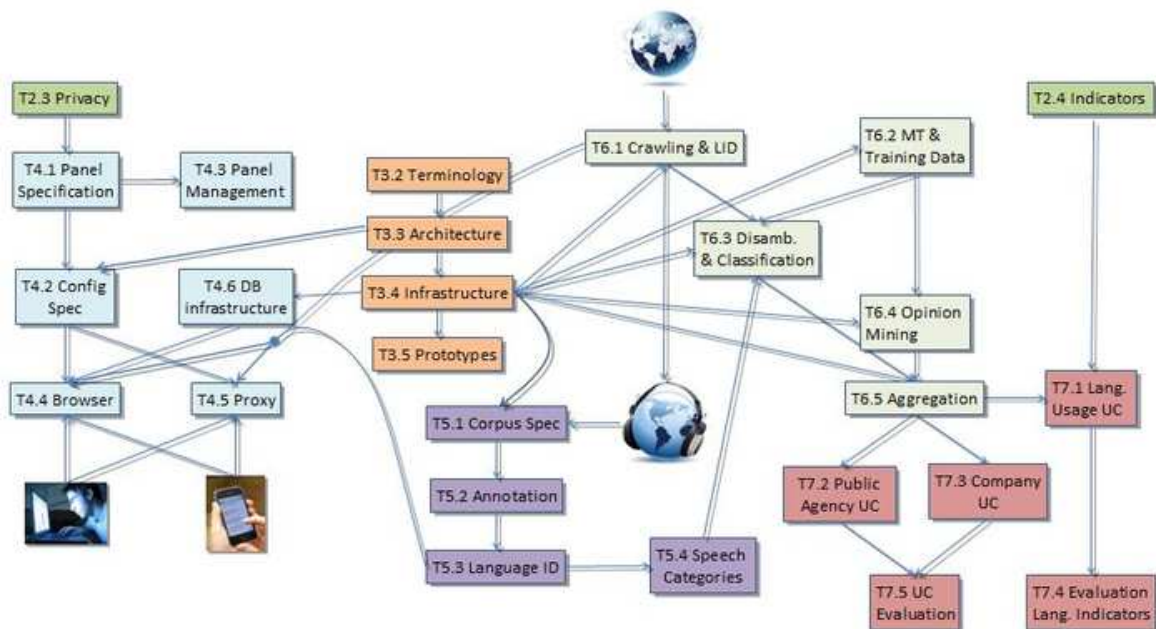 T2.3 Privacy
T2.4 Indicators
T4.1 Panel
Specification
T4.3 Panel
Management
T3.2 Terminology
T6.1 Crawling & LID
T6.2 MT &
Training Data
T3.3 Architecture
T6.3 Disamb.
& Classification
T4.2 Config
Spec
T4.6 DB
infrastructure
T3.4 Infrastructure
T6.4 Opinion
Mining
T3.5 Prototypes
T4.4 Browser
T4.5 Proxy
T5.1 Corpus Spec
T6.5 Aggregation
T7.1 Lang.
Usage UC
T5.2 Annotation
T7.2 Public
Agency UC
T7.3 Company
UC
T5.3 Language ID
T5.4 Speech
Categories
T7.5 UC
Evaluation
T7.4 Evaluation
Lang. Indicators